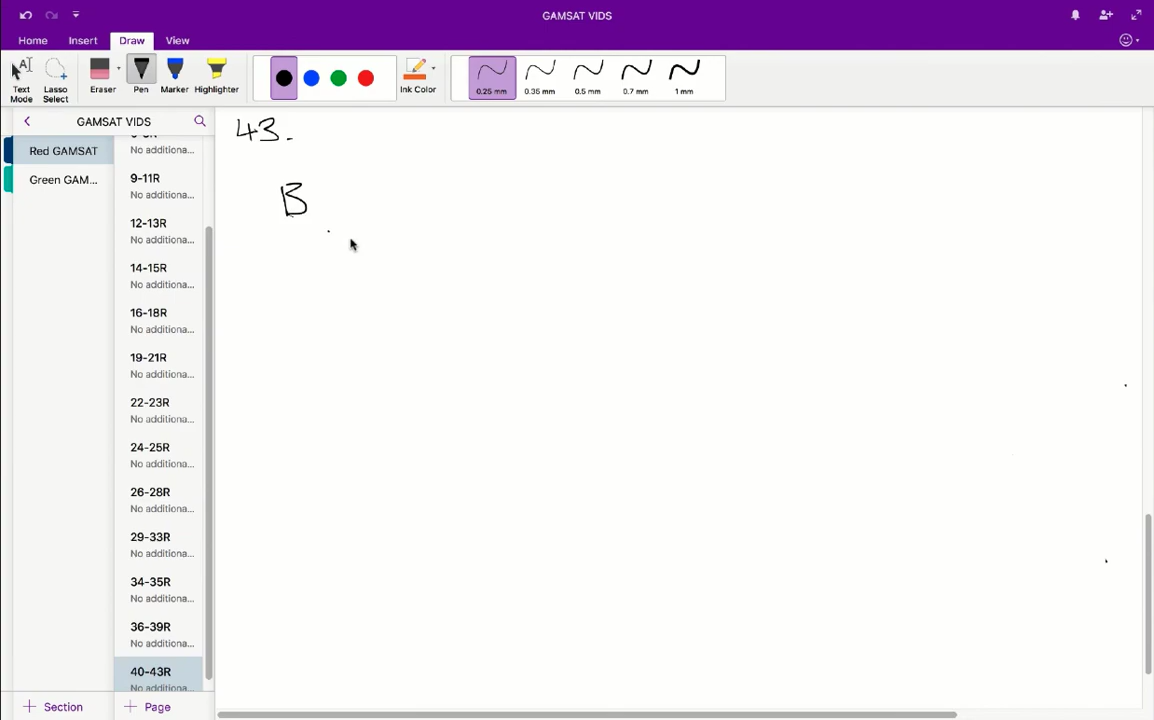 GAMSAT VIDS
Home Insert Draw View
Text Mode
Lasso Select
Eraser
Pen
Marker
Highlighter
Ink Color
0.25 mm 0.35 mm 0.5 mm 0.7 mm 1 mm
GAMSAT VIDS
Red GAMSAT
Green GAM...
No additiona...
9-11R
No additiona...
12-13R
No additiona...
14-15R
No additiona...
16-18R
No additiona...
19-21R
No additiona...
22-23R
No additiona...
24-25R
No additiona...
26-28R
No additiona...
29-33R
No additiona...
34-35R
No additiona...
36-39R
No additiona...
40-43R
No additiona...
+ Section
+ Page
43.
B